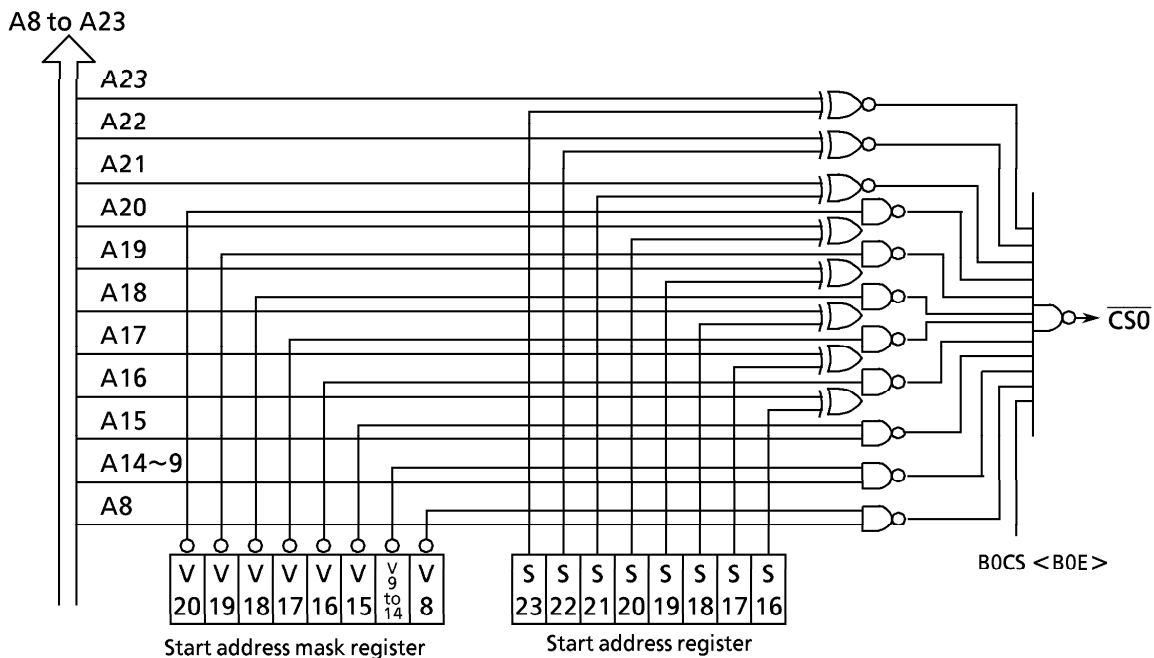 A8 to A23
A23
A22
A21
A20
A19
A18
A17
A16
A15
A14~9
A8
CS0
B0CS <B0E>
V 20
V 19
V 18
V 17
V 16
V 15
V 9 to 14
V 8
S 23
S 22
S 21
S 20
S 19
S 18
S 17
S 16
Start address mask register
Start address register